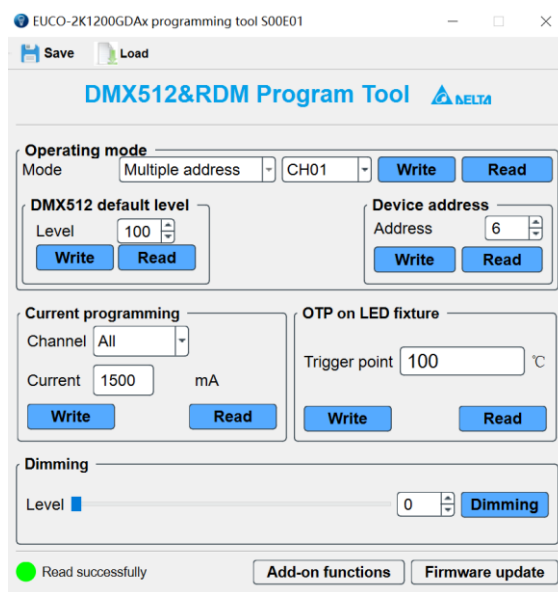 EUCO-2K1200GDAx programming tool S00E01
Save Load
DMX512&RDM Program Tool DELTA
Operating mode
Mode Multiple address CH01 Write Read
DMX512 default level
Level 100
Write Read
Device address
Address 6
Write Read
Current programming
Channel All
Current 1500 mA
Write Read
OTP on LED fixture
Trigger point 100 ℃
Write Read
Dimming
Level 0 Dimming
Read successfully Add-on functions Firmware update